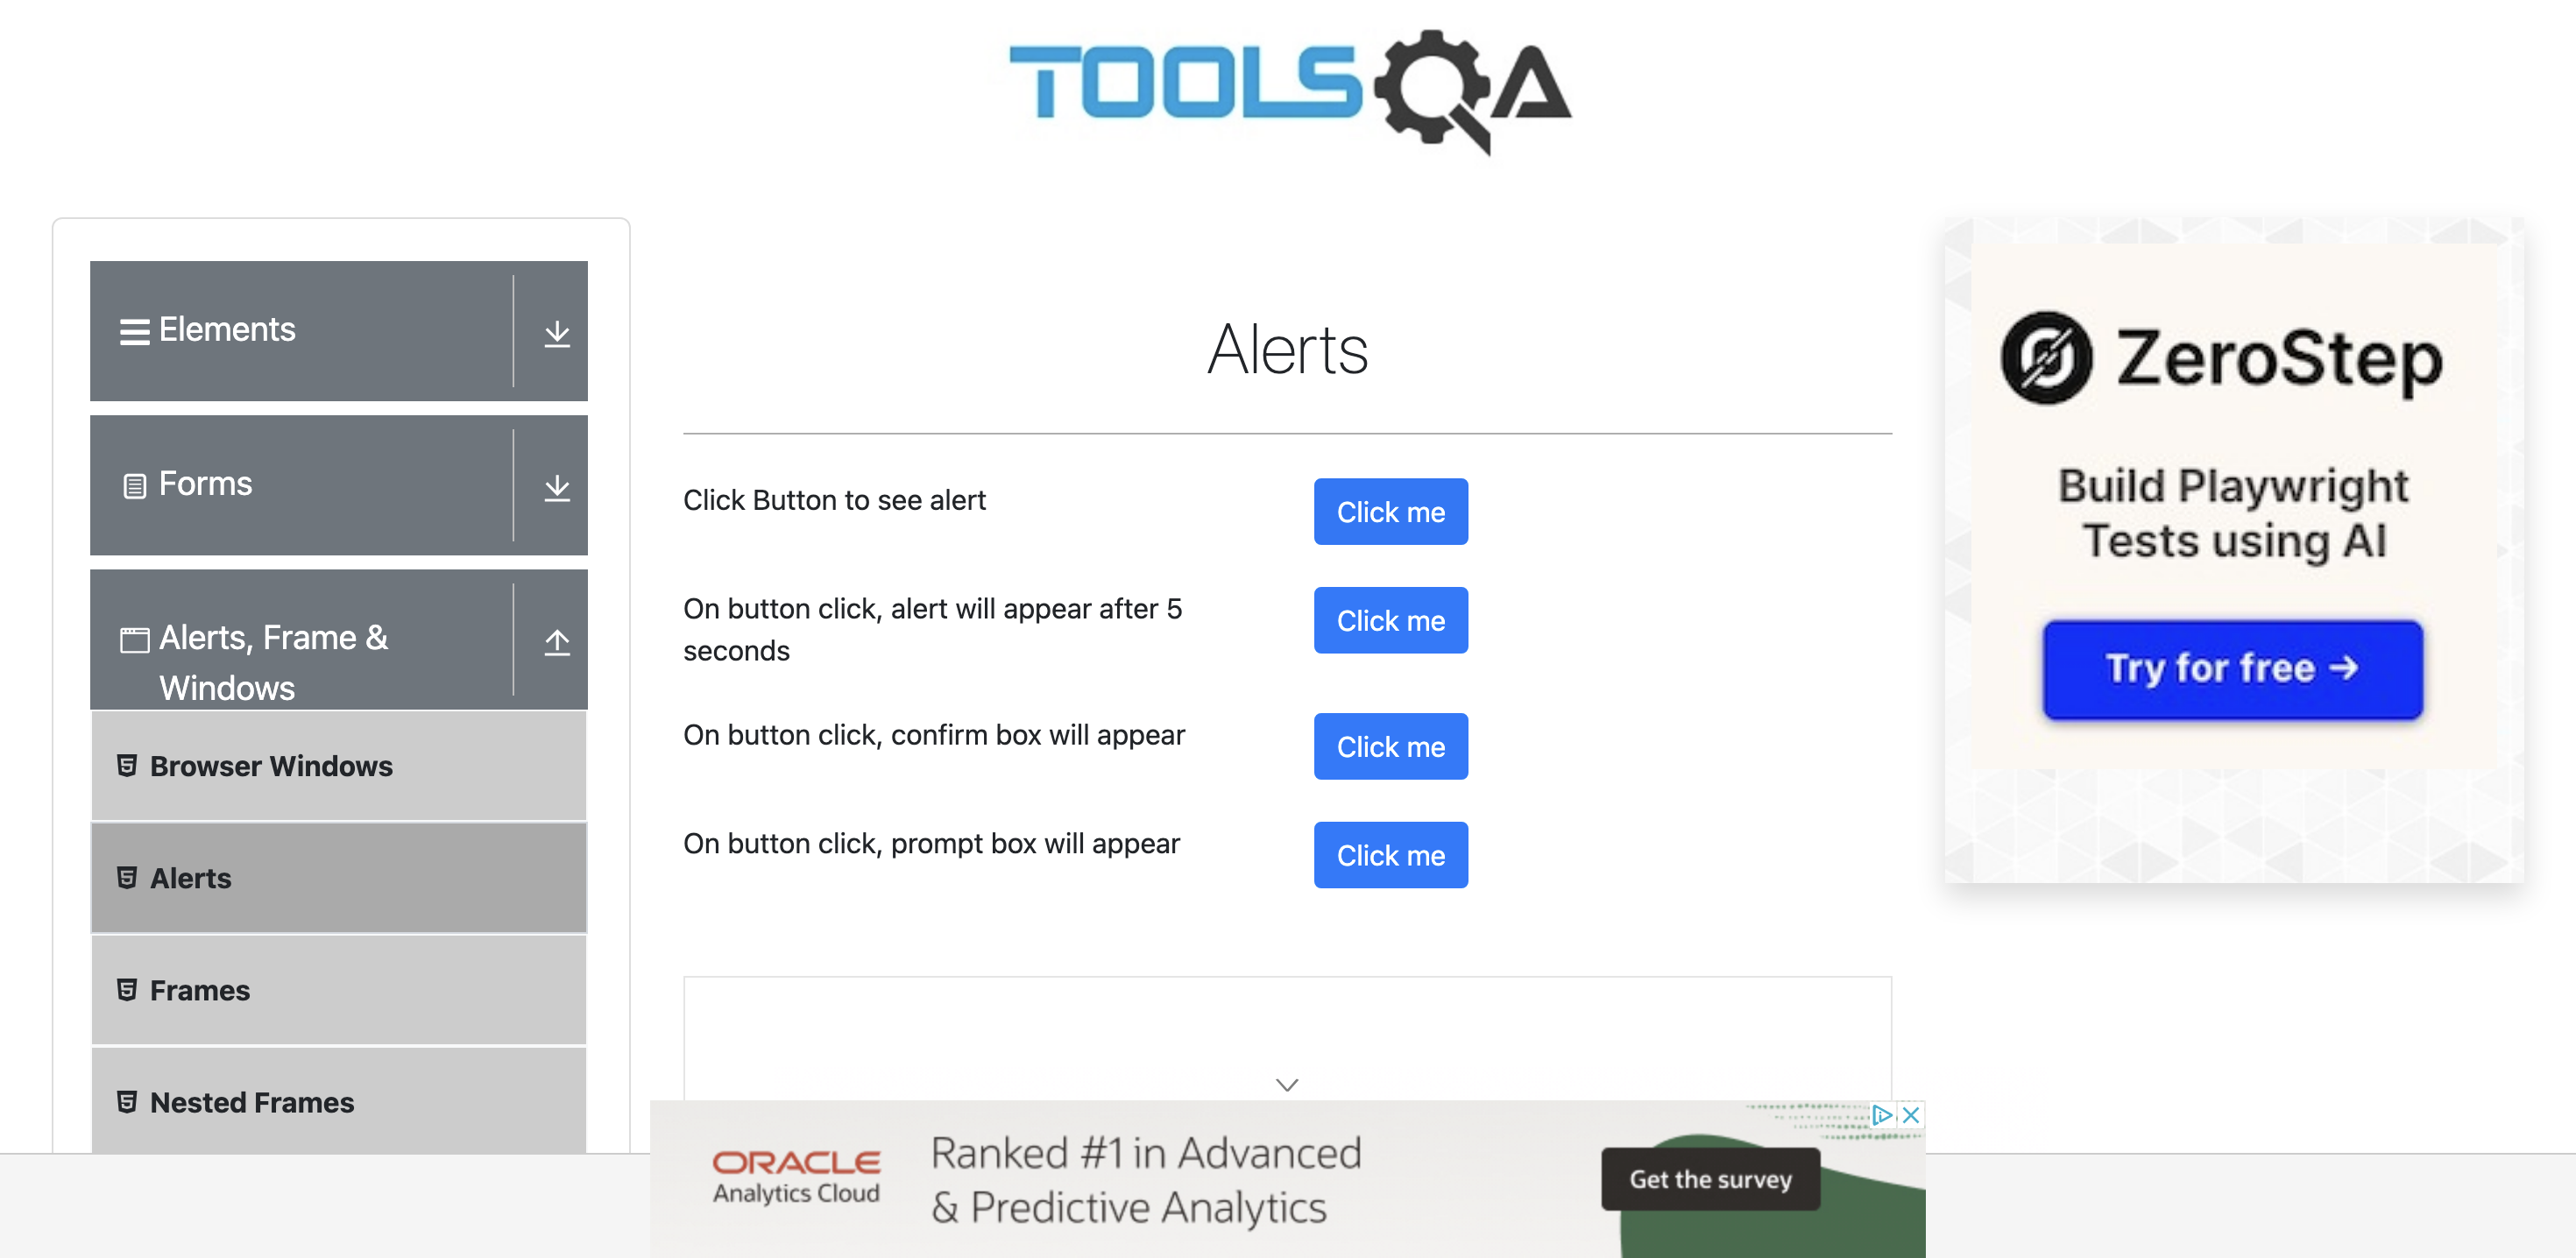 TOOLSQA
Elements
Forms
Alerts, Frame &
Windows
Browser Windows
Alerts
Frames
Nested Frames
Alerts
Click Button to see alert
Click me
On button click, alert will appear after 5
seconds
Click me
On button click, confirm box will appear
Click me
On button click, prompt box will appear
Click me
ZeroStep
Build Playwright
Tests using AI
Try for free →
ORACLE
Analytics Cloud
Ranked #1 in Advanced
& Predictive Analytics
Get the survey